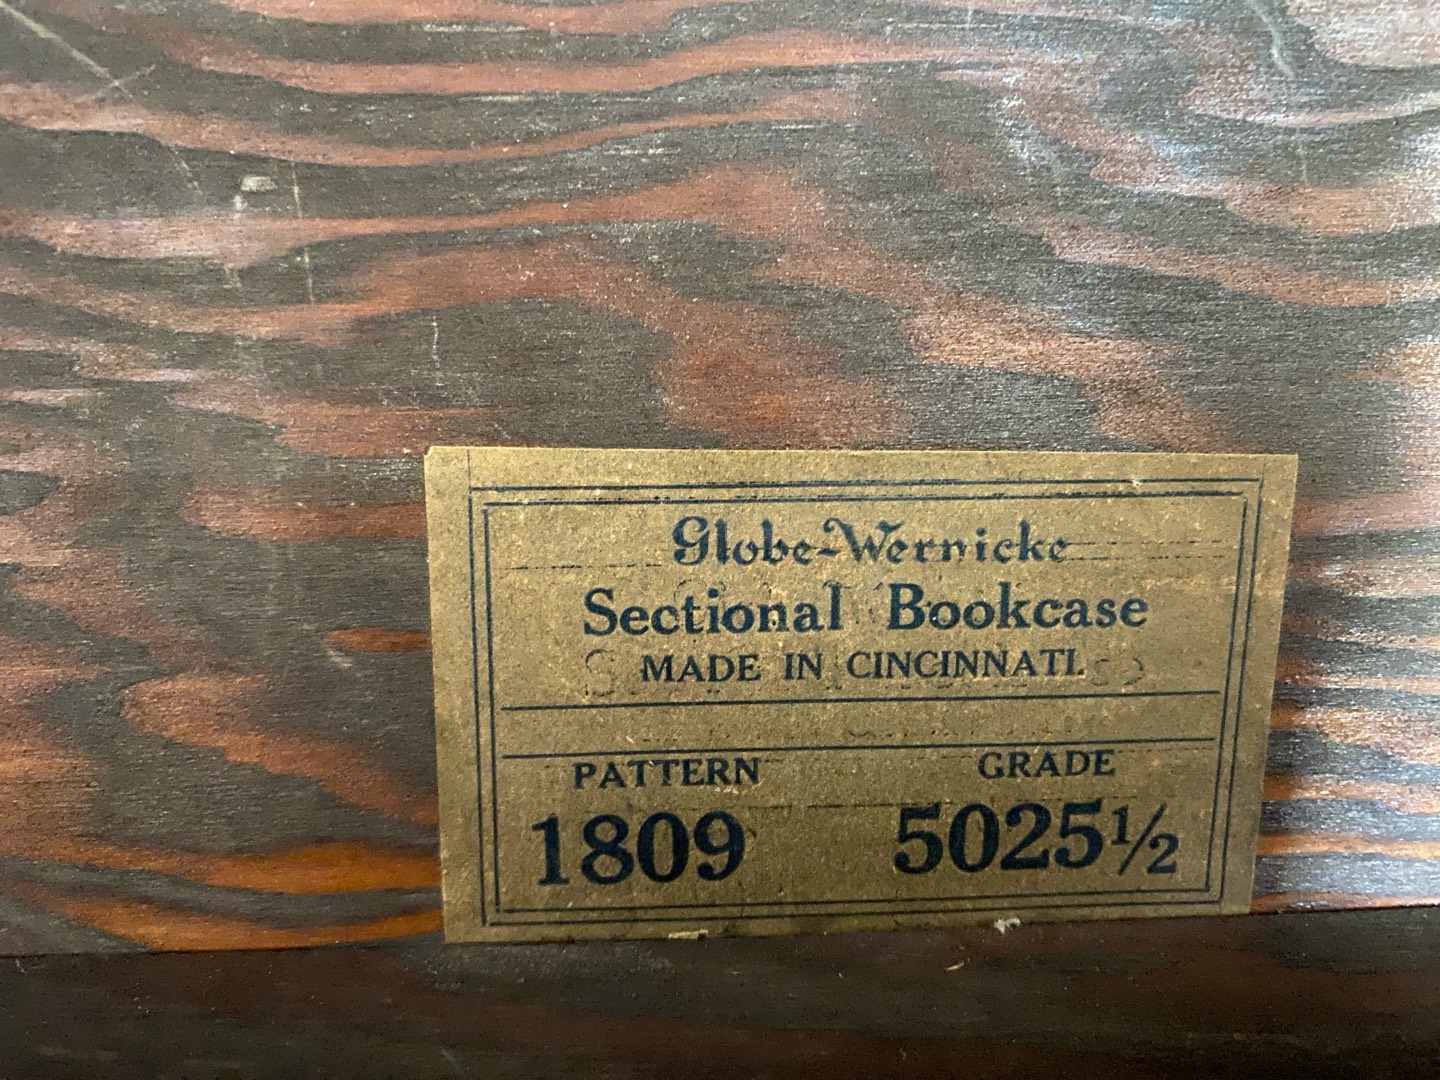 Globe-Wernicke
Sectional Bookcase
MADE IN CINCINNATI.
PATTERN GRADE
1809 5025½